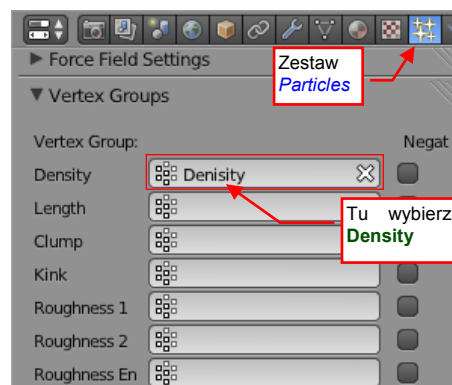 Force Field Settings
Zestaw
Particles
Vertex Groups
Vertex Group:
Negat
Density
Denisity
Length
Tu wybierz
Density
Clump
Kink
Roughness 1
Roughness 2
Roughness En